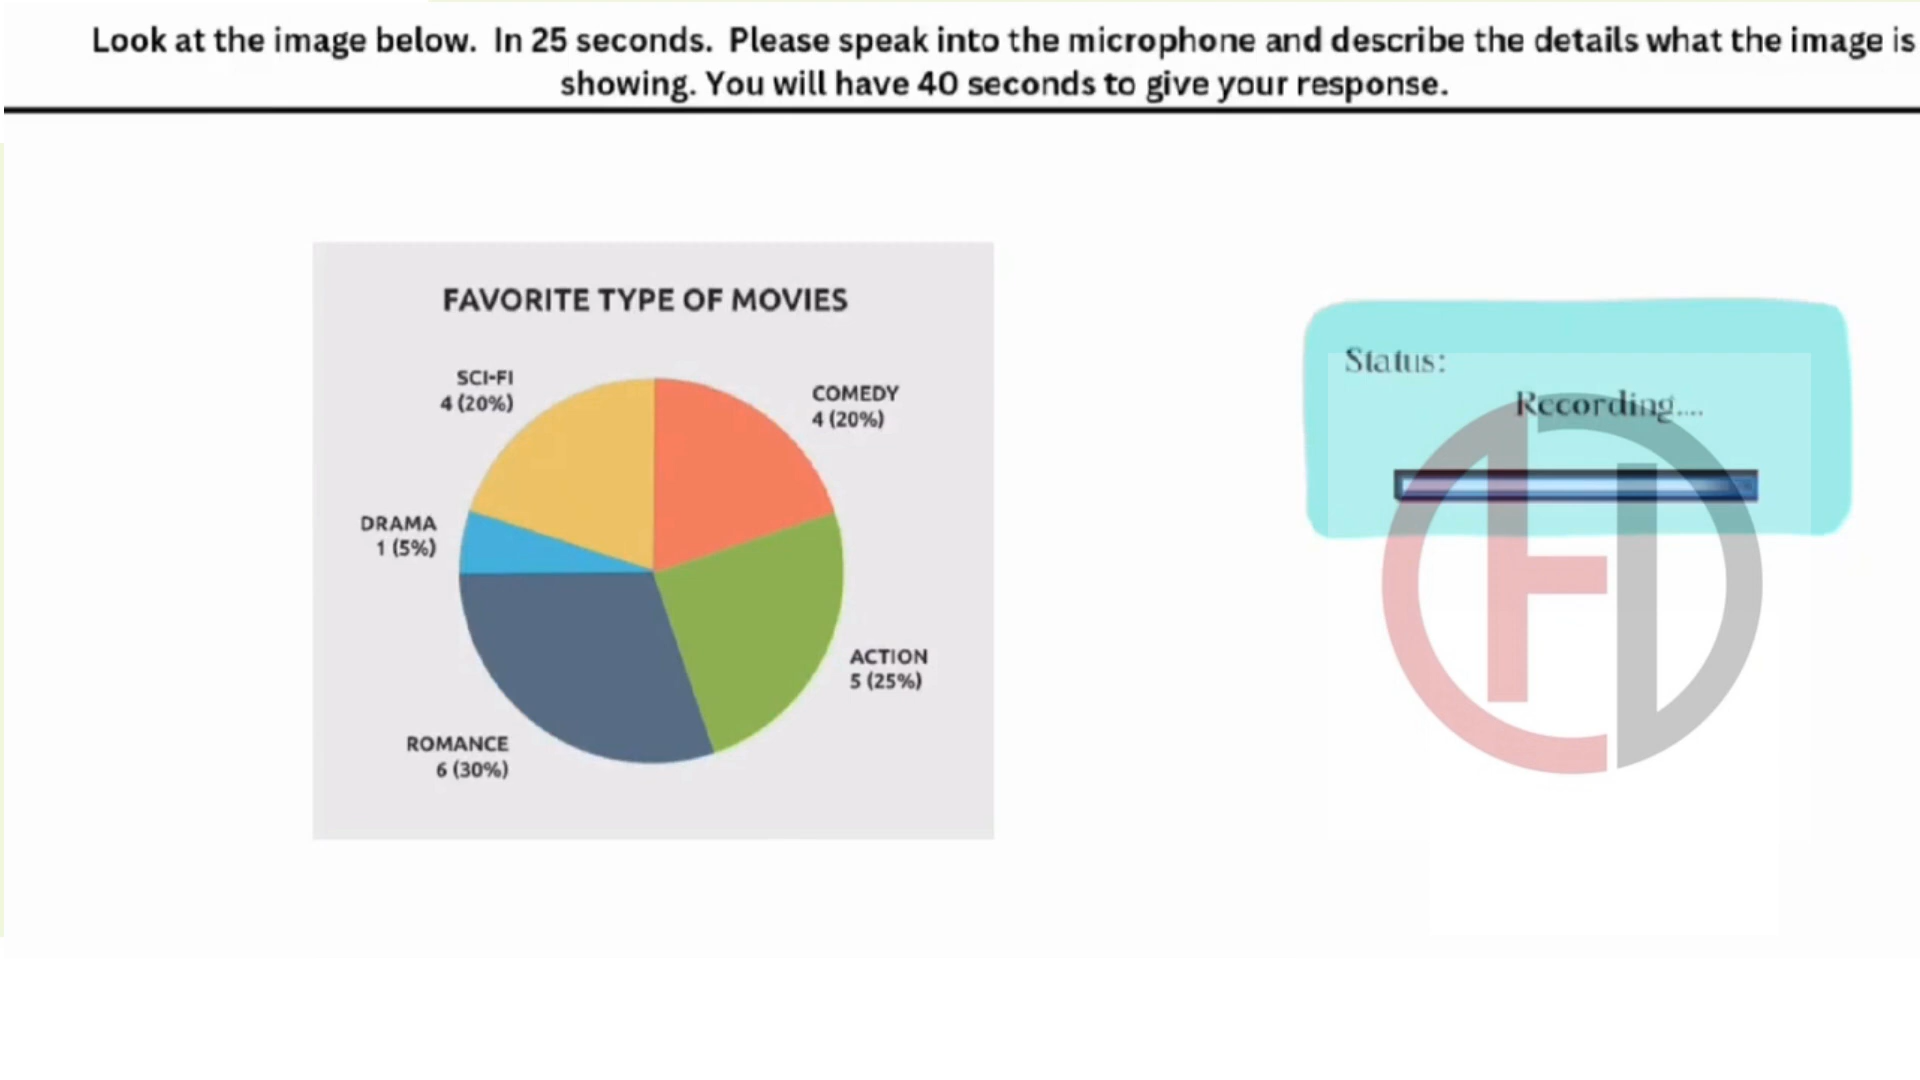 Look at the image below. In 25 seconds. Please speak into the microphone and describe the details what the image is
showing. You will have 40 seconds to give your response.
FAVORITE TYPE OF MOVIES
SCI-FI
4 (20%)
COMEDY
4 (20%)
DRAMA
1 (5%)
ACTION
5 (25%)
ROMANCE
6 (30%)
Status:
Recording....